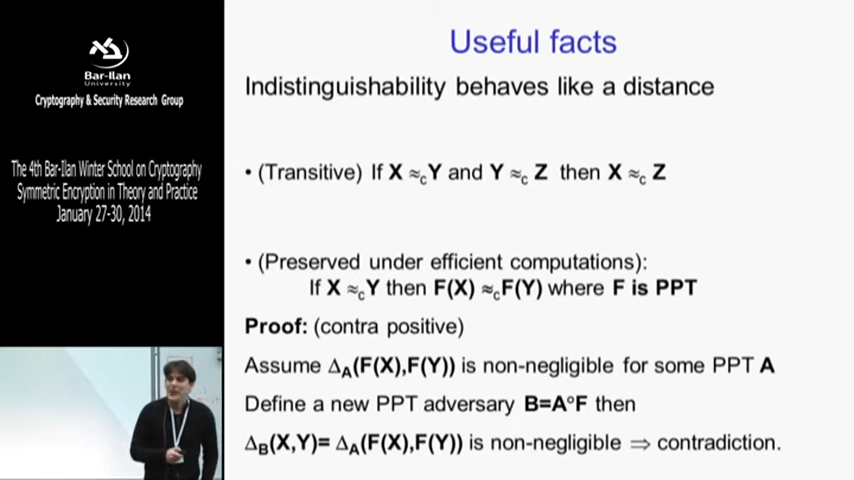 Bar-Ilan
University
Cryptography & Security Research Group
The 4th Bar-Ilan Winter School on Cryptography
Symmetric Encryption in Theory and Practice
January 27-30, 2014
Useful facts
Indistinguishability behaves like a distance
• (Transitive) If X ≈c Y and Y ≈c Z then X ≈c Z
• (Preserved under efficient computations):
If X ≈c Y then F(X) ≈c F(Y) where F is PPT
Proof: (contra positive)
Assume ΔA(F(X),F(Y)) is non-negligible for some PPT A
Define a new PPT adversary B=A°F then
ΔB(X,Y)= ΔA(F(X),F(Y)) is non-negligible ⇒ contradiction.